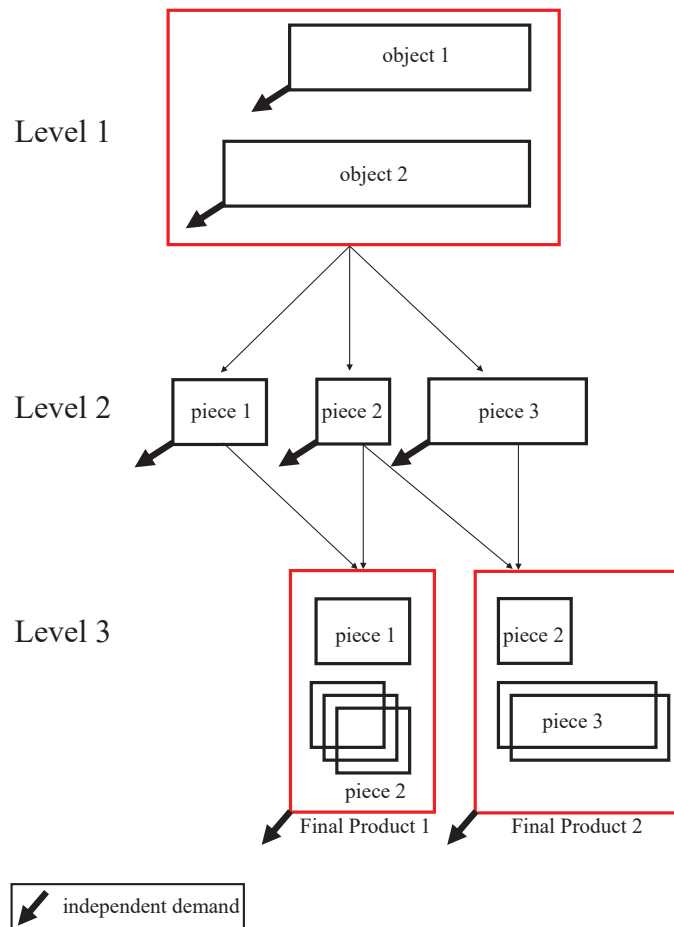 object 1
Level 1
object 2
Level 2
piece 1
piece 2
piece 3
Level 3
piece 1
piece 2
piece 3
piece 2
Final Product 1
Final Product 2
independent demand